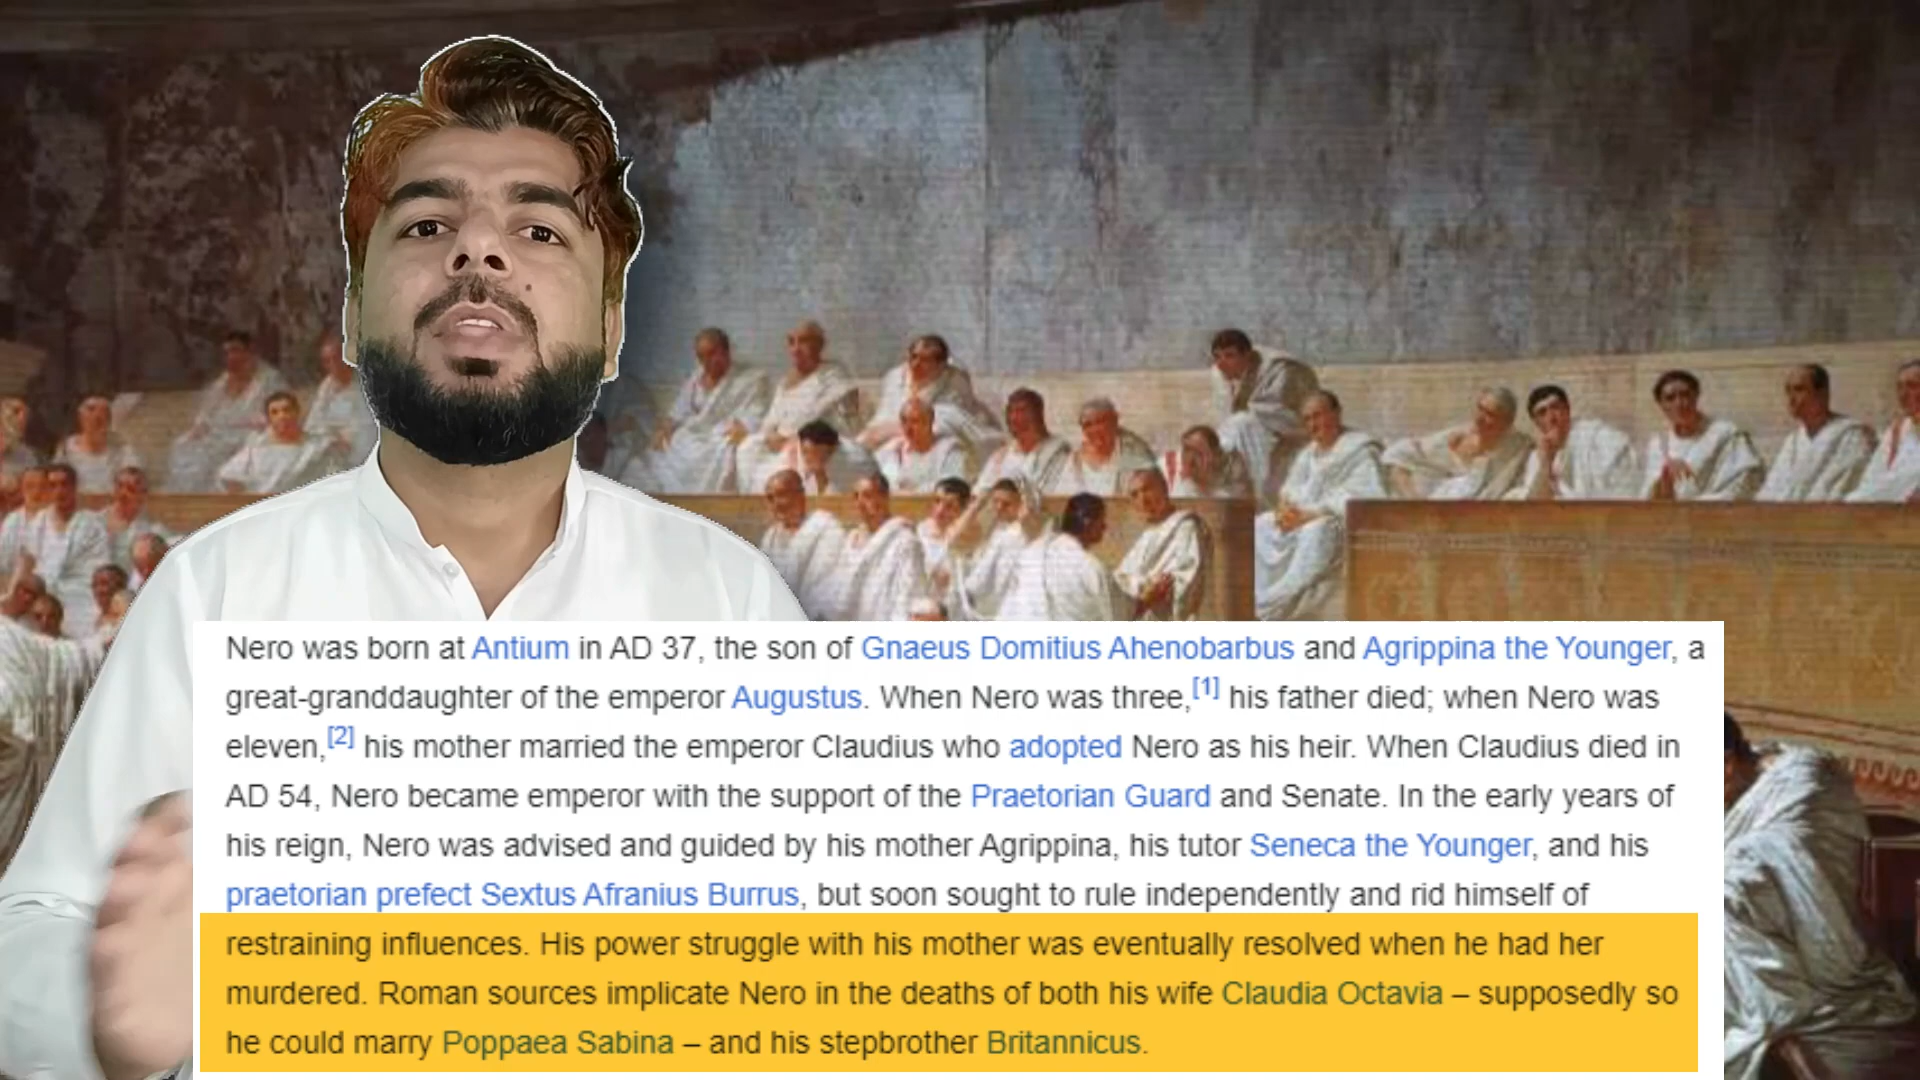 Nero was born at Antium in AD 37, the son of Gnaeus Domitius Ahenobarbus and Agrippina the Younger, a
great-granddaughter of the emperor Augustus. When Nero was three,[1] his father died; when Nero was
eleven,[2] his mother married the emperor Claudius who adopted Nero as his heir. When Claudius died in
AD 54, Nero became emperor with the support of the Praetorian Guard and Senate. In the early years of
his reign, Nero was advised and guided by his mother Agrippina, his tutor Seneca the Younger, and his
praetorian prefect Sextus Afranius Burrus, but soon sought to rule independently and rid himself of
restraining influences. His power struggle with his mother was eventually resolved when he had her
murdered. Roman sources implicate Nero in the deaths of both his wife Claudia Octavia – supposedly so
he could marry Poppaea Sabina – and his stepbrother Britannicus.